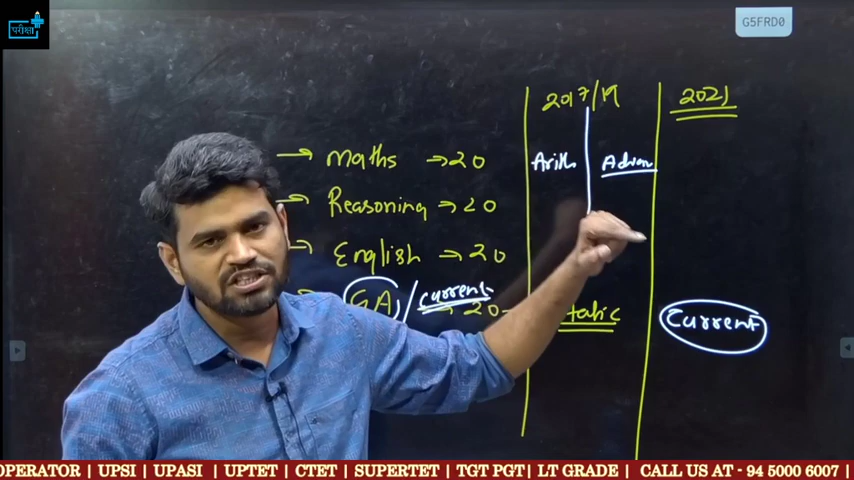 परीक्षा
G5FRD0
2017/19
2021
→ Maths → 20
Arith
Advan
→ Reasoning → 20
English → 20
GA / Current → 20
Static
Current
OPERATOR | UPSI | UPASI | UPTET | CTET | SUPERTET | TGT PGT| LT GRADE | CALL US AT - 94 5000 6007 |